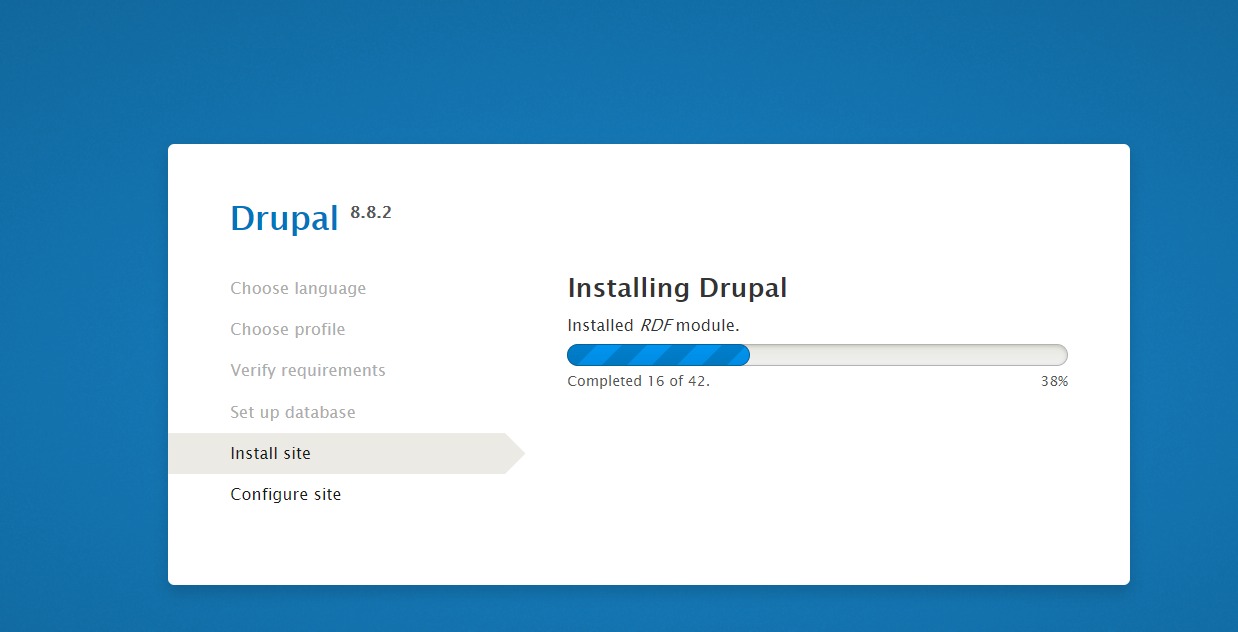 Drupal 8.8.2
Choose language
Choose profile
Verify requirements
Set up database
Install site
Configure site
Installing Drupal
Installed RDF module.
Completed 16 of 42.
38%